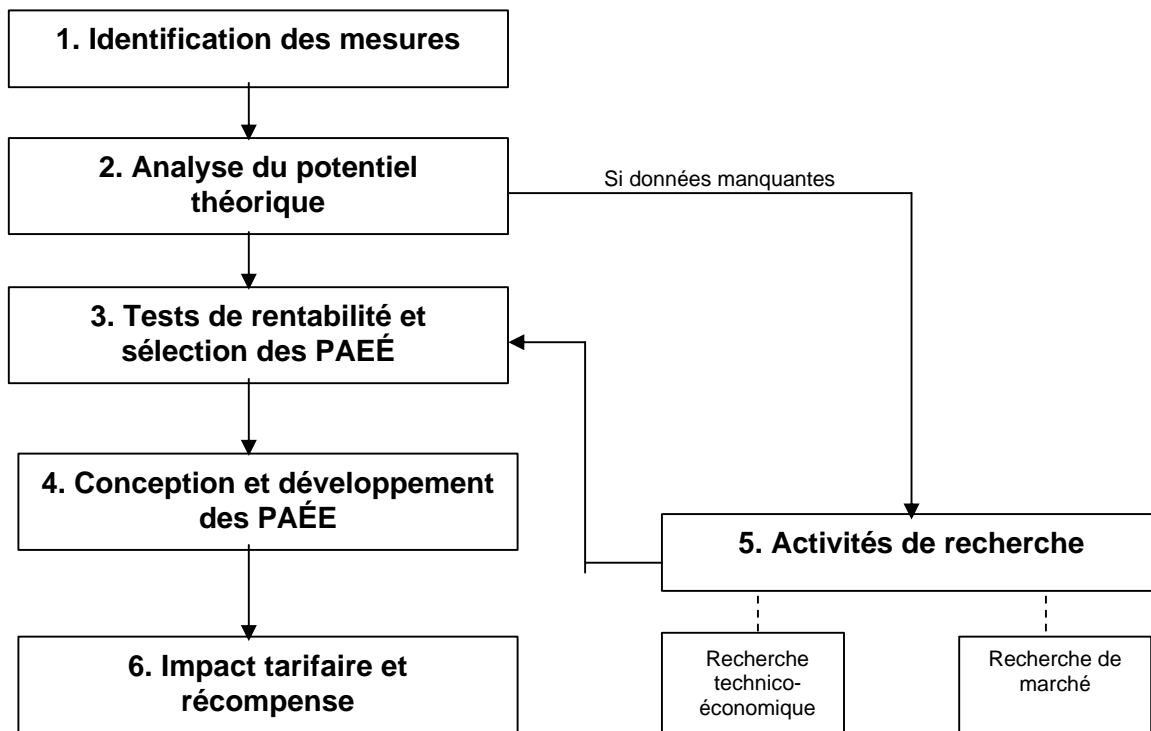 1. Identification des mesures
2. Analyse du potentiel
théorique
Si données manquantes
3. Tests de rentabilité et
sélection des PAEÉ
4. Conception et développement
des PAÉE
5. Activités de recherche
6. Impact tarifaire et
récompense
Recherche
technico-
économique
Recherche de
marché